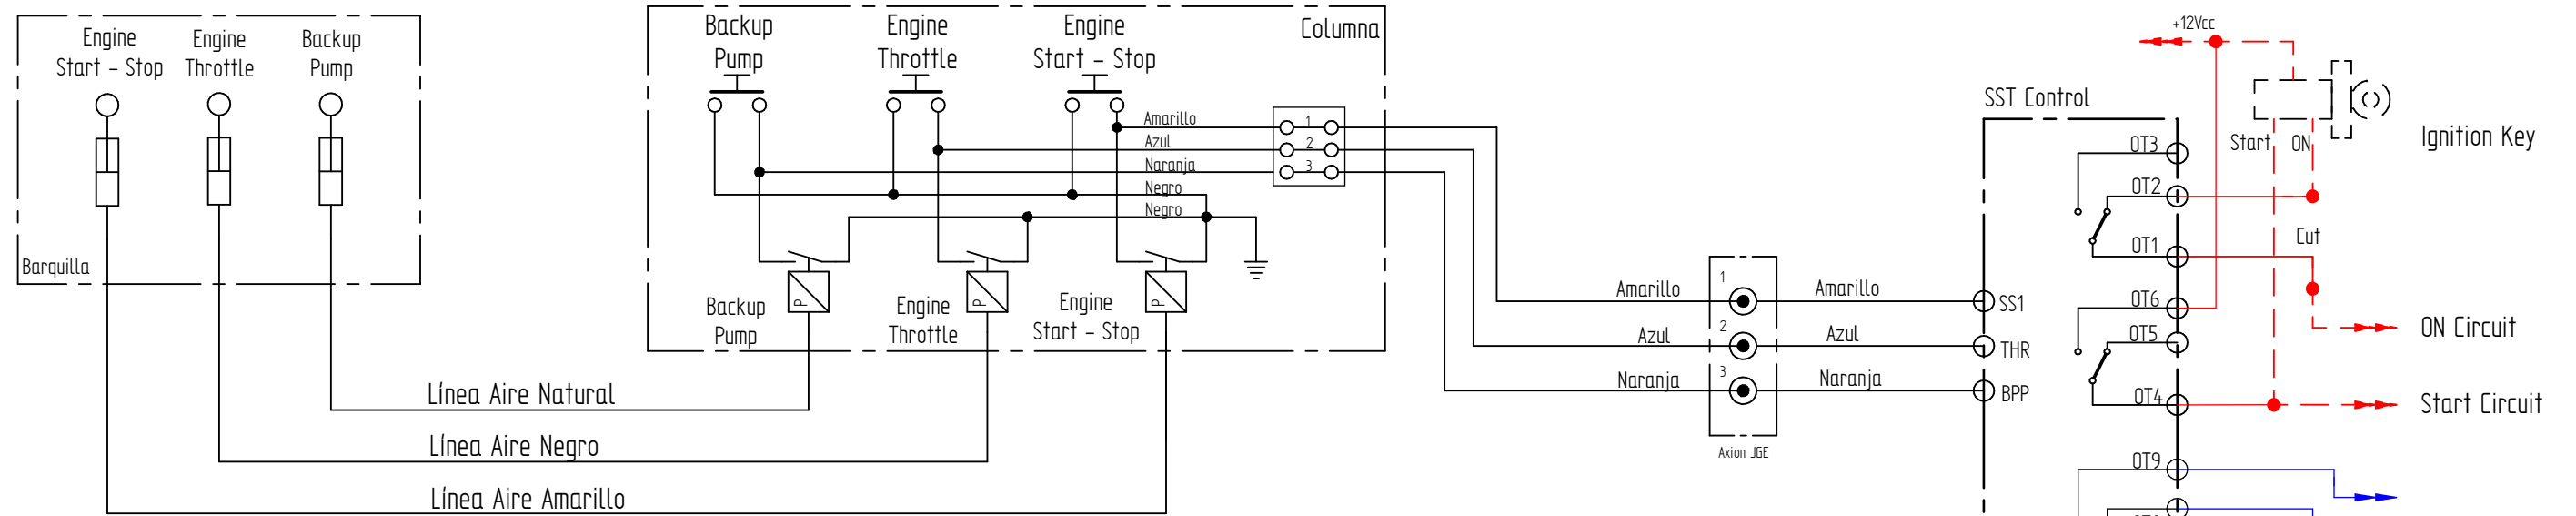 Engine
Start - Stop
Engine
Throttle
Backup
Pump
Barquilla
Backup
Pump
Engine
Throttle
Engine
Start - Stop
Columna
Amarillo
Azul
Naranja
Negro
Negro
1
2
3
P
P
P
Backup
Pump
Engine
Throttle
Engine
Start - Stop
Línea Aire Natural
Línea Aire Negro
Línea Aire Amarillo
Amarillo
Azul
Naranja
1
2
3
Axion JGE
Amarillo
Azul
Naranja
SST Control
SS1
THR
BPP
OT3
OT2
OT1
OT6
OT5
OT4
OT9
+12Vcc
Start
ON
Ignition Key
Cut
ON Circuit
Start Circuit